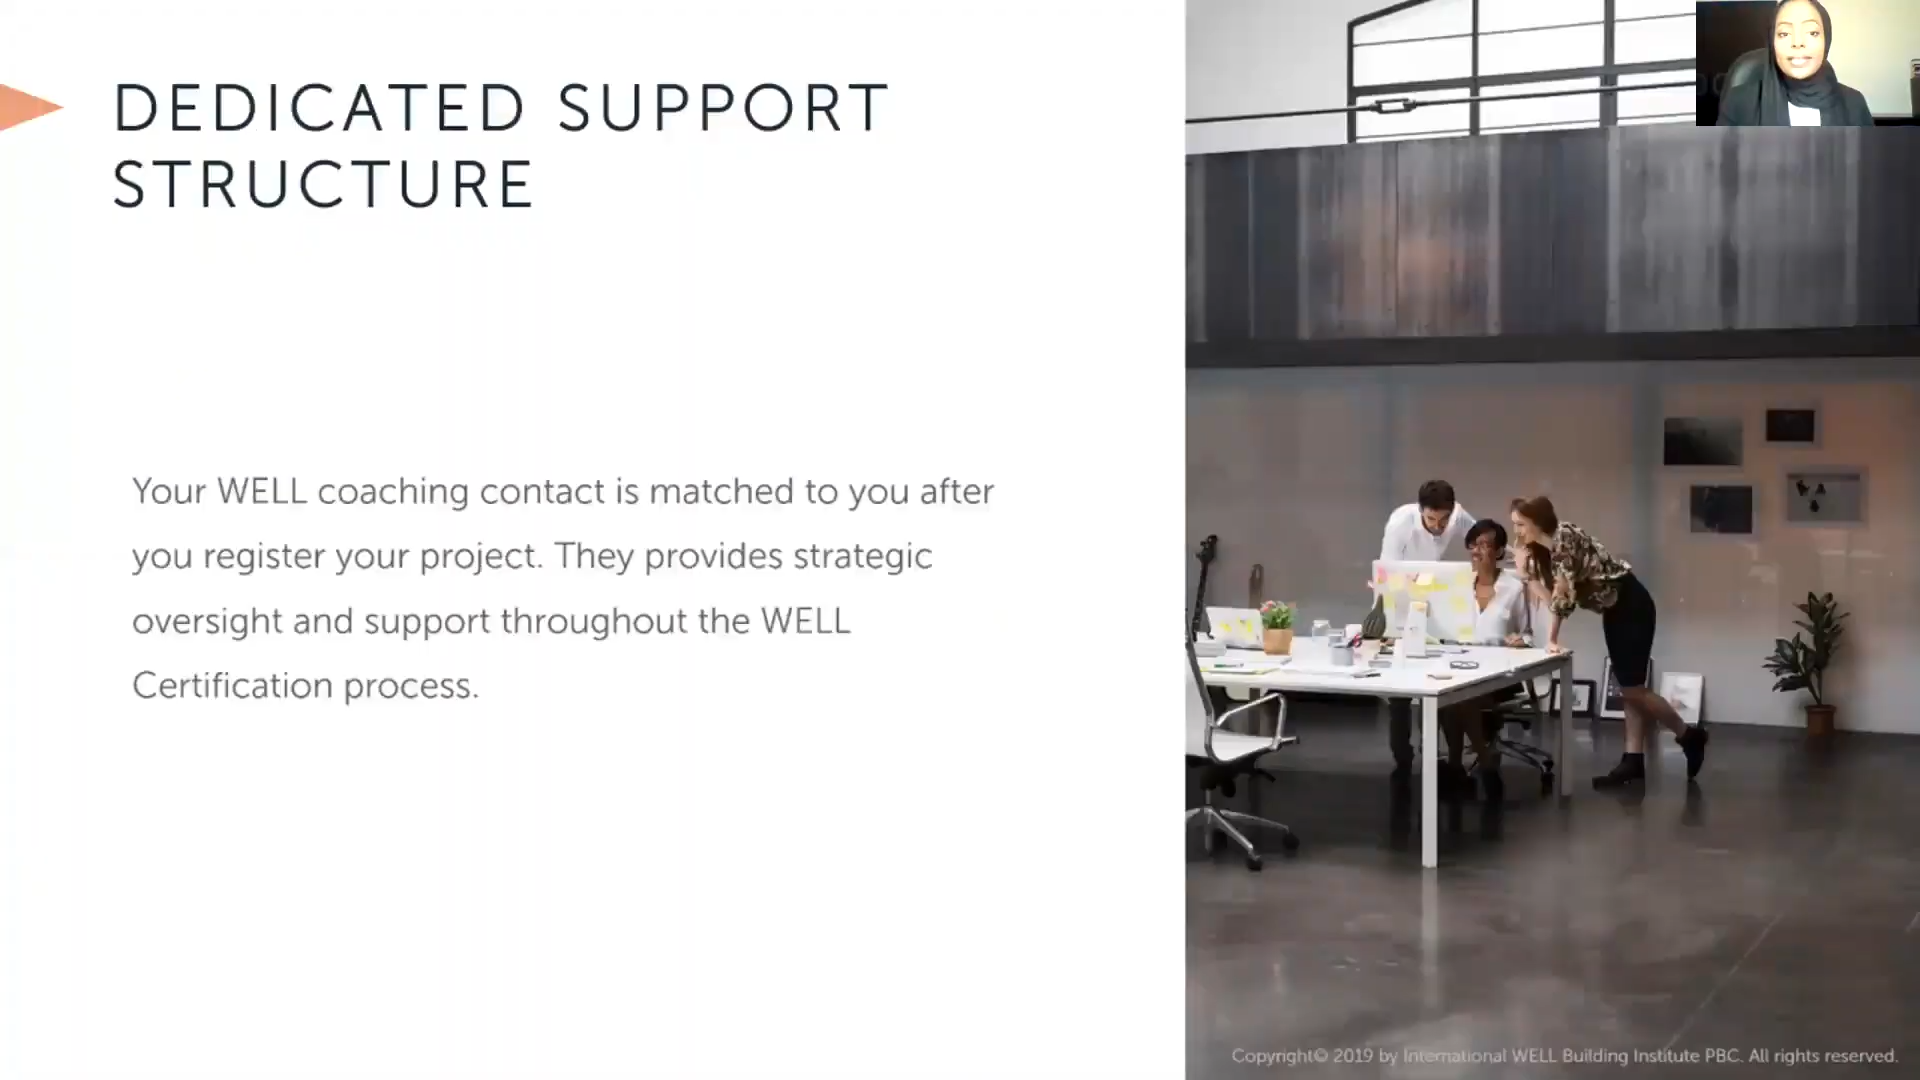 DEDICATED SUPPORT
STRUCTURE
Your WELL coaching contact is matched to you after
you register your project. They provides strategic
oversight and support throughout the WELL
Certification process.
Copyright© 2019 by International WELL Building Institute PBC. All rights reserved.